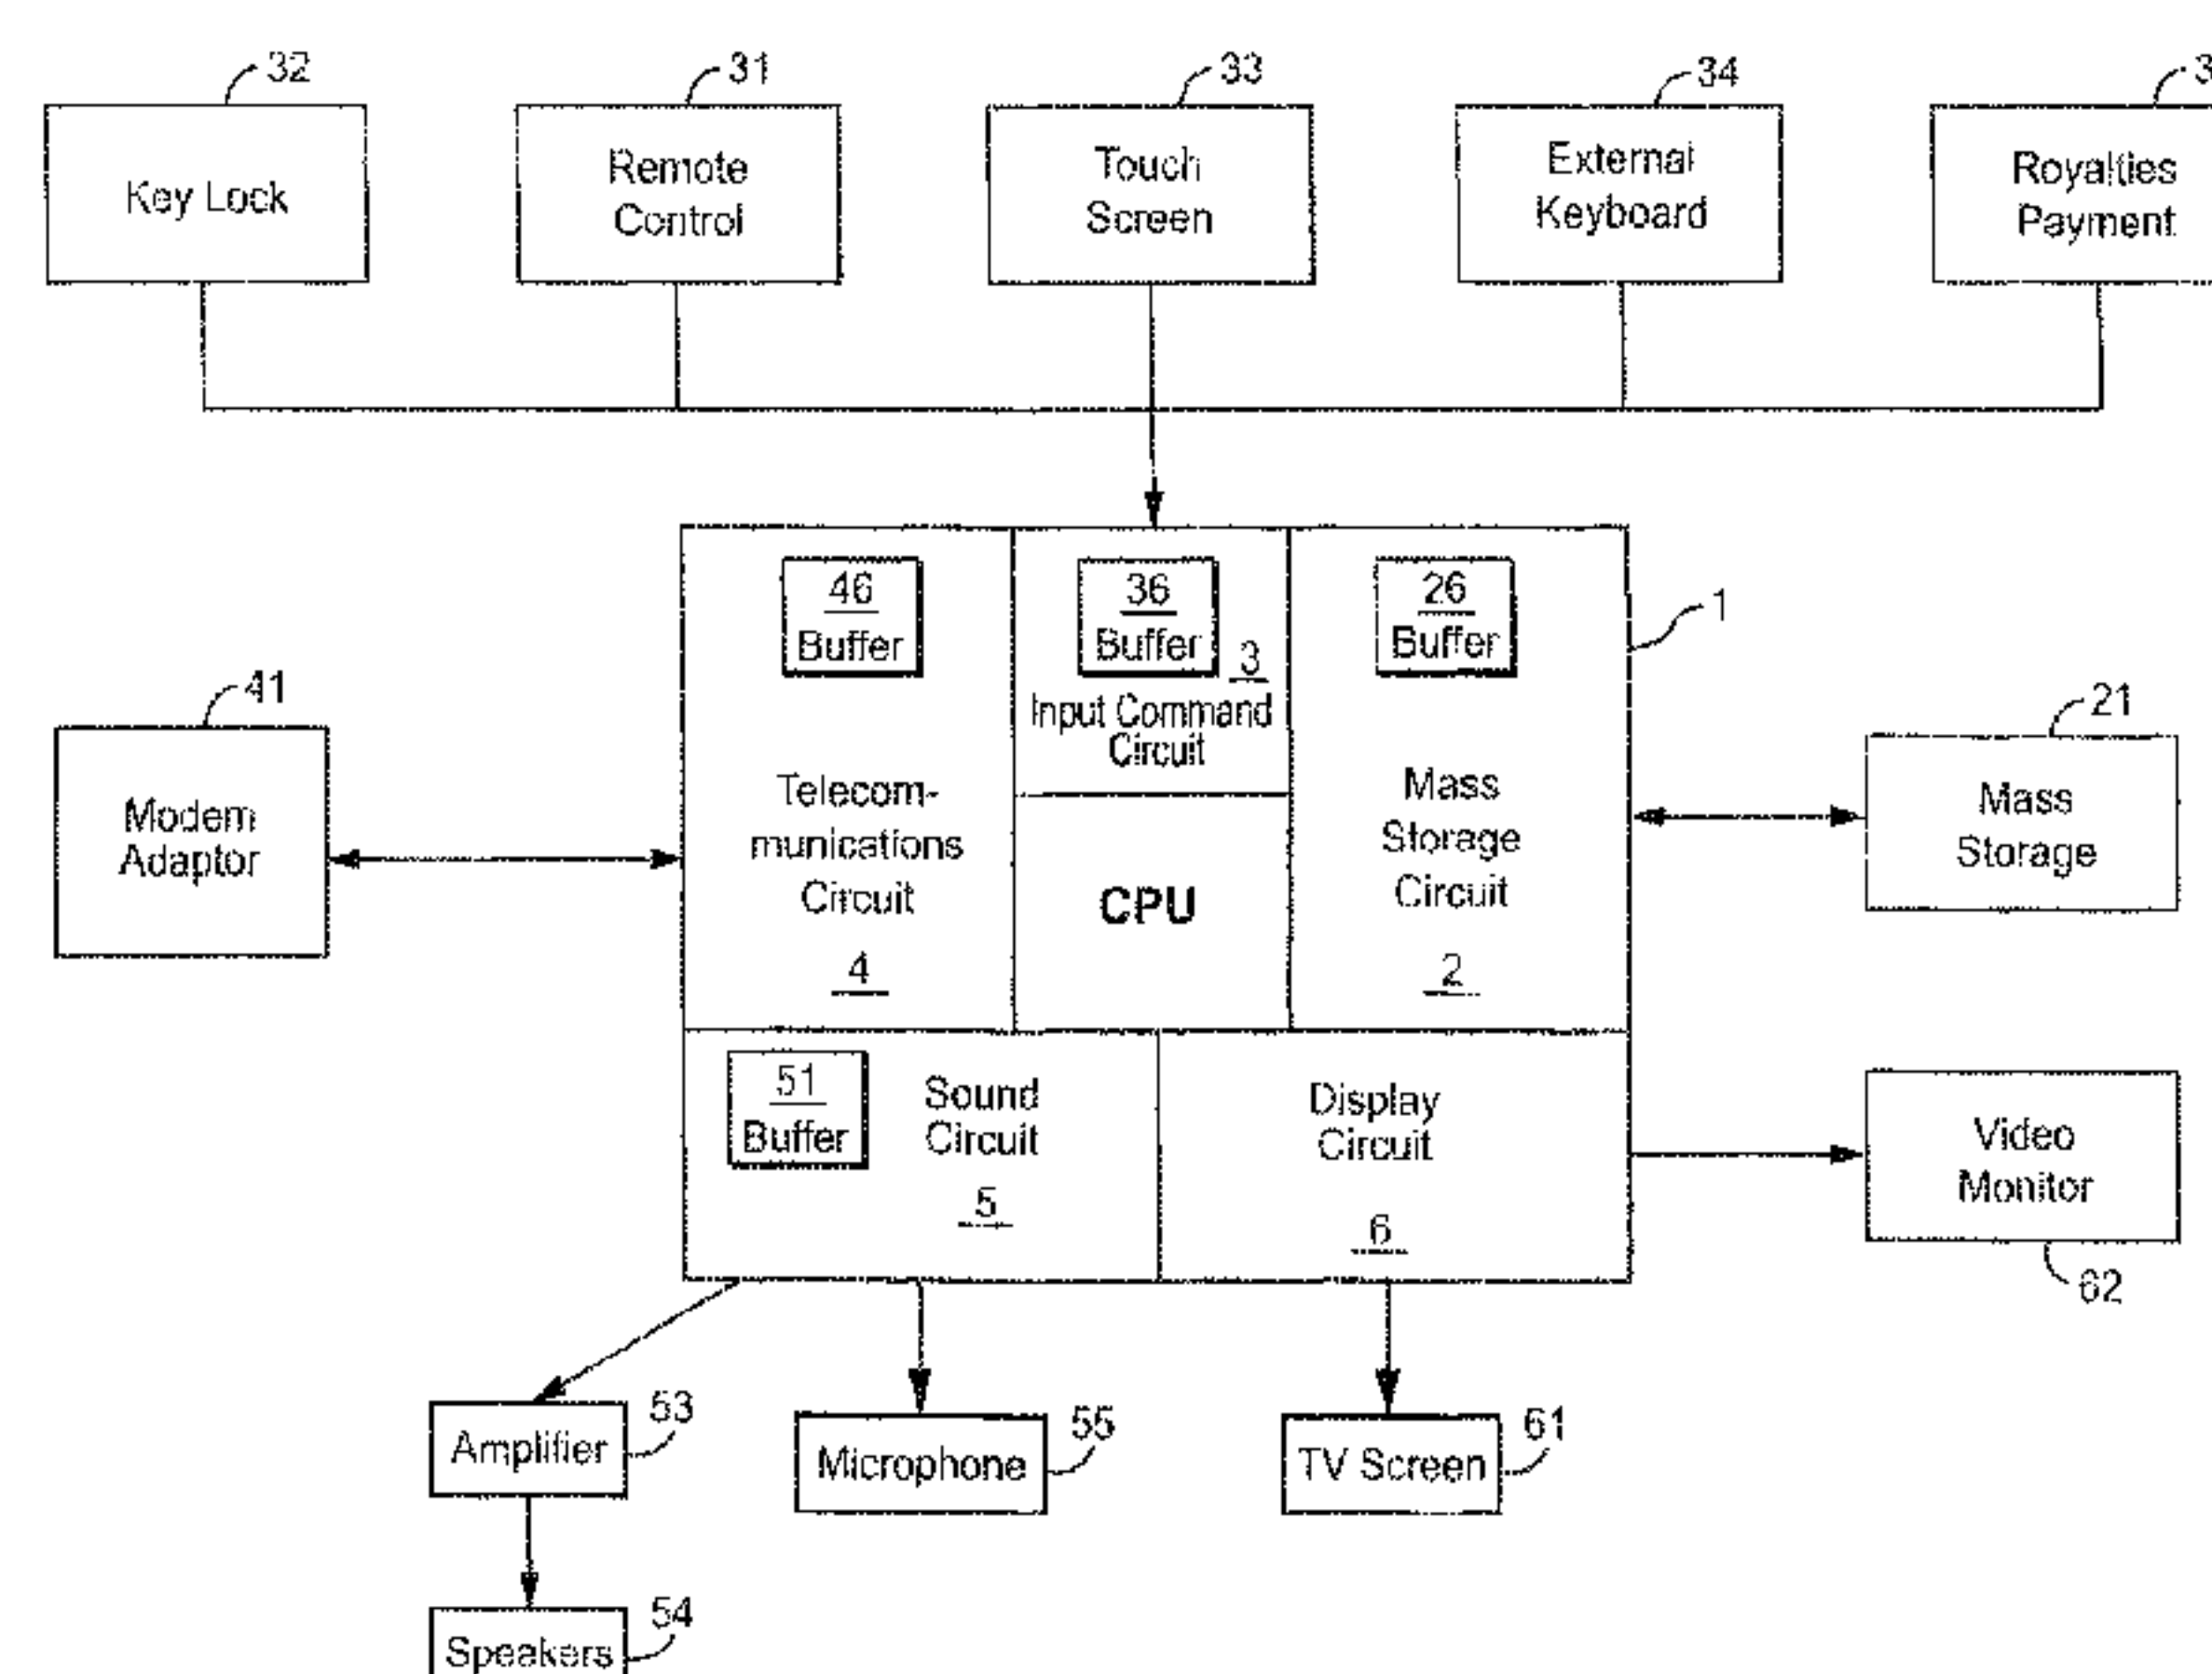 32
31
33
34
Key Lock
Remote
Control
Touch
Screen
External
Keyboard
Royalties
Payment
46
Buffer
36
Buffer
3
Input Command
Circuit
26
Buffer
1
41
Modem
Adaptor
Telecom-
munications
Circuit
4
CPU
Mass
Storage
Circuit
2
21
Mass
Storage
51
Buffer
Sound
Circuit
5
Display
Circuit
6
Video
Monitor
62
Amplifier
53
Microphone
55
TV Screen
61
Speakers
54